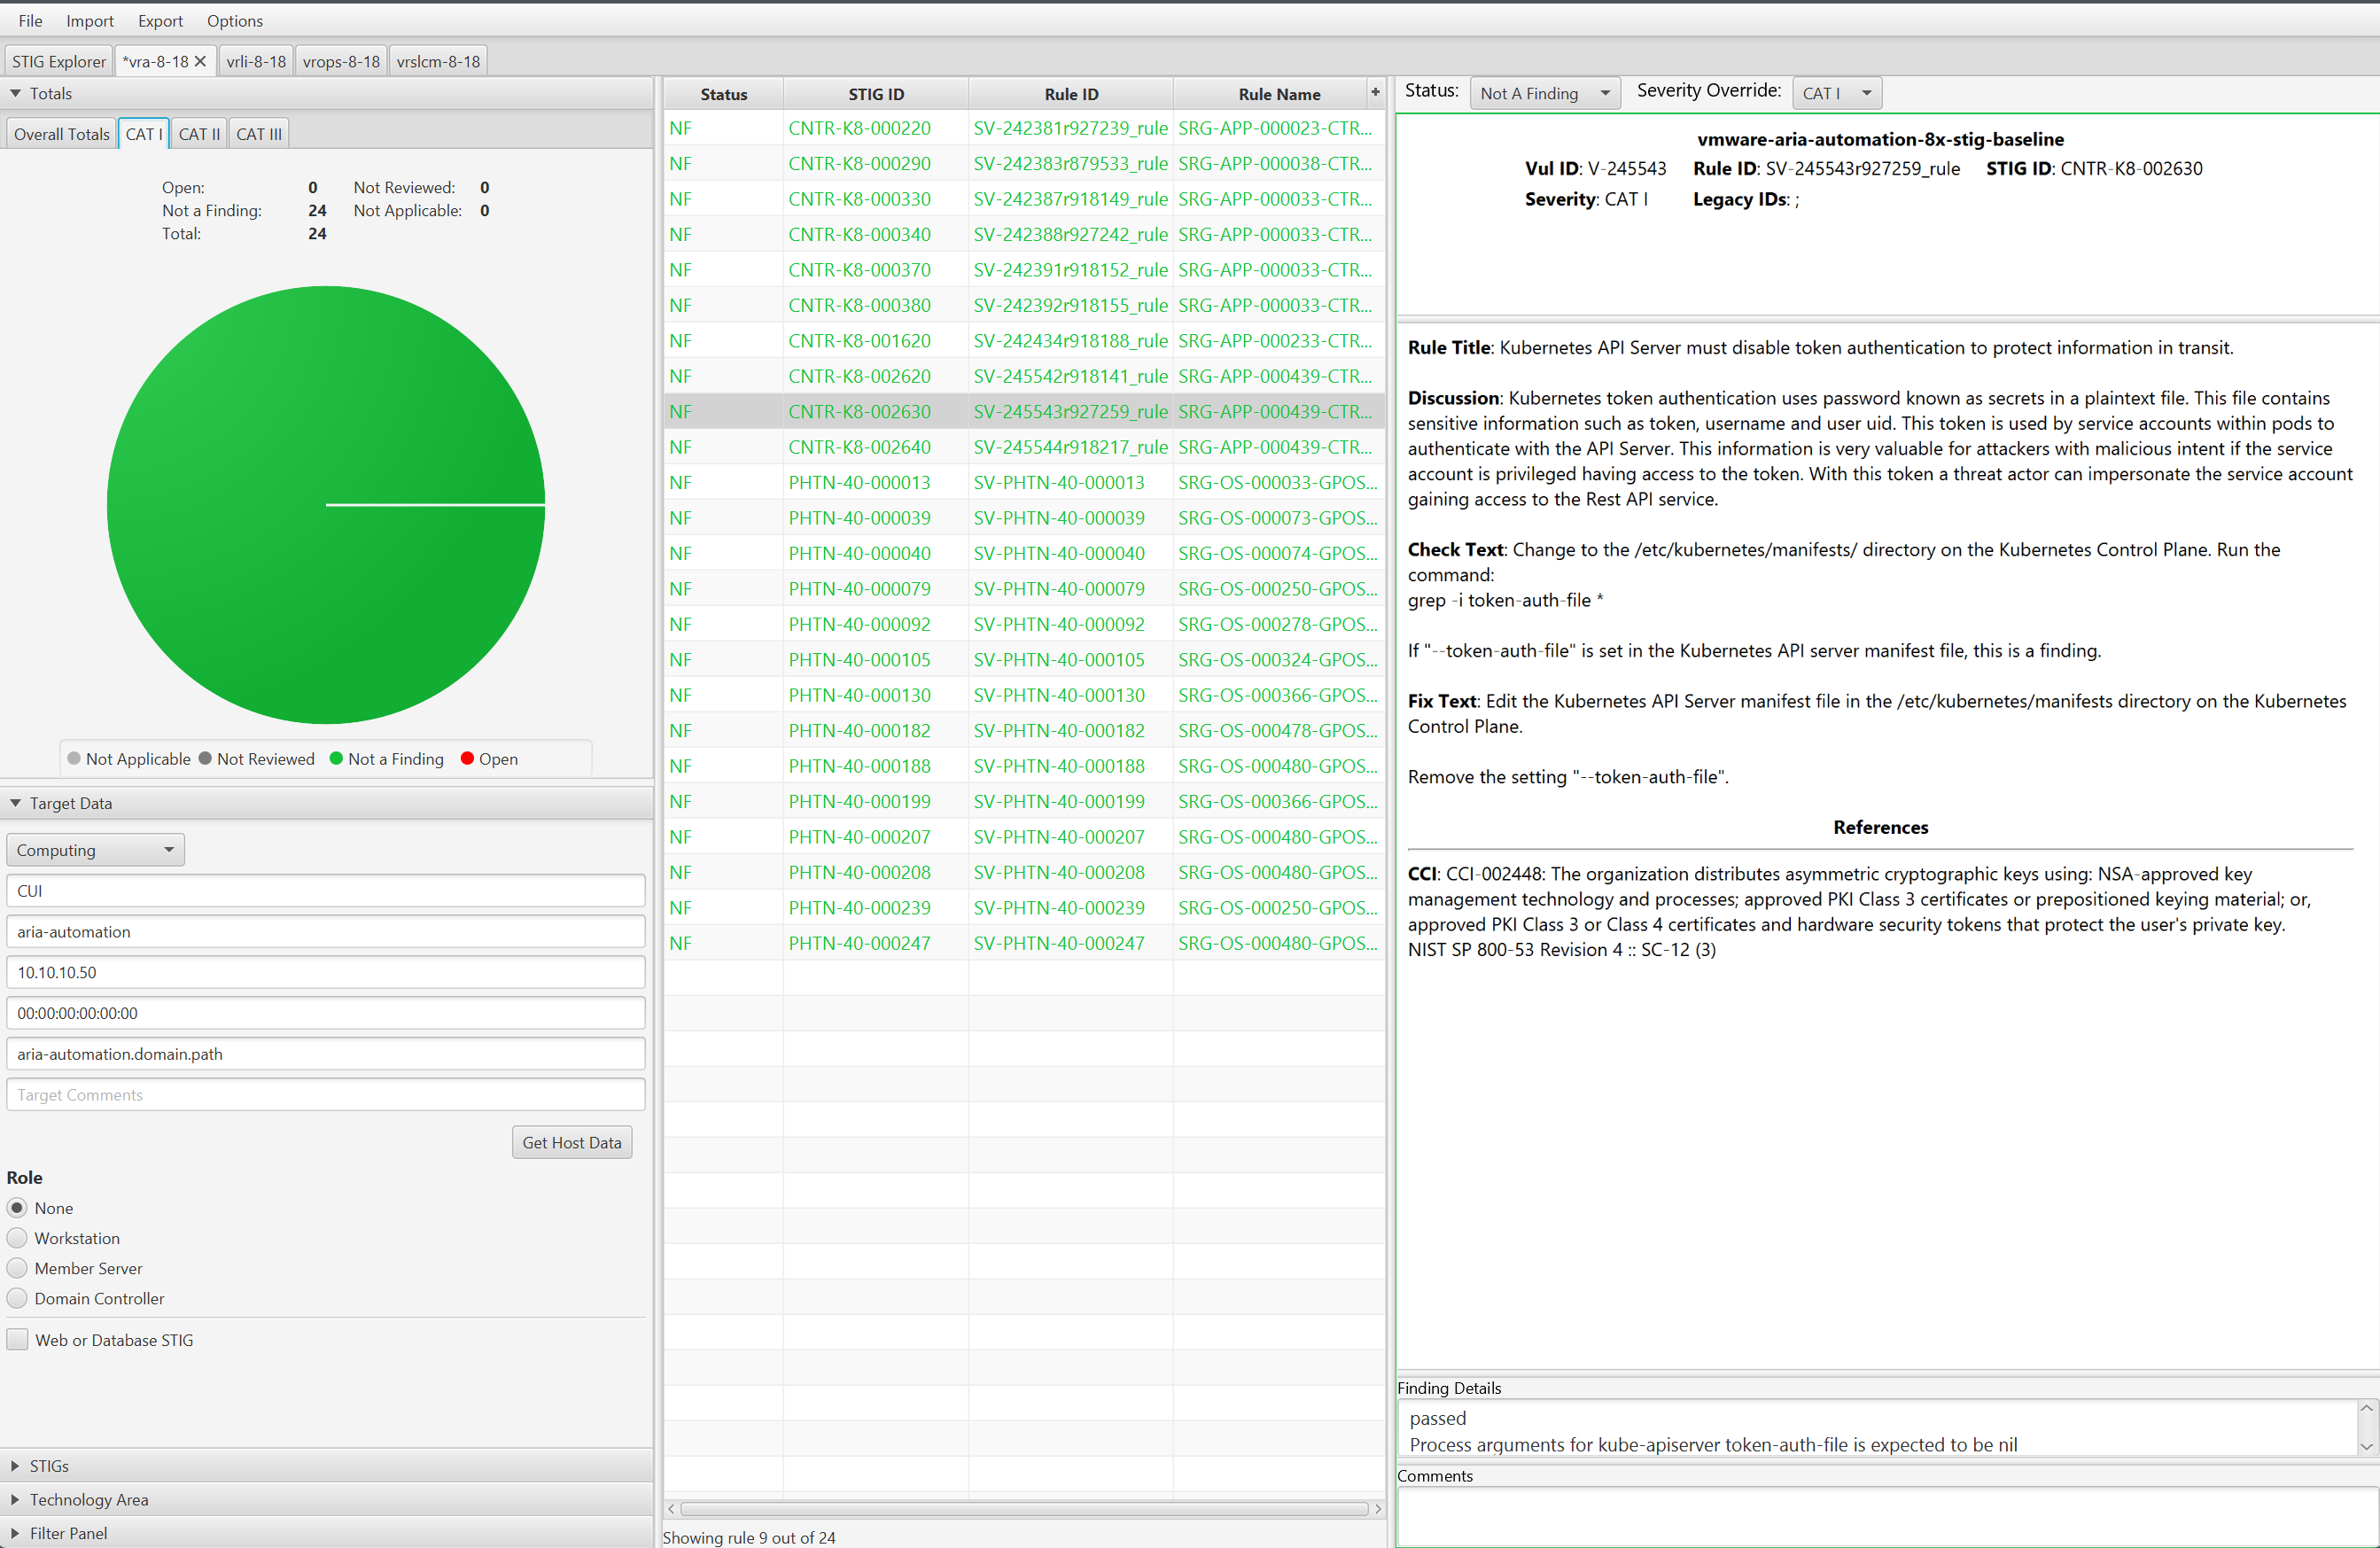 File Import Export Options
STIG Explorer *vra-8-18 vrli-8-18 vrops-8-18 vrslcm-8-18
Totals
Overall Totals CAT I CAT II CAT III
Open: 0 Not Reviewed: 0
Not a Finding: 24 Not Applicable: 0
Total: 24
Not Applicable Not Reviewed Not a Finding Open
Target Data
Computing
CUI
aria-automation
10.10.10.50
00:00:00:00:00:00
aria-automation.domain.path
Target Comments
Get Host Data
Role
None
Workstation
Member Server
Domain Controller
Web or Database STIG
STIGs
Technology Area
Filter Panel
Status STIG ID Rule ID Rule Name +
NF CNTR-K8-000220 SV-242381r927239_rule SRG-APP-000023-CTR...
NF CNTR-K8-000290 SV-242383r879533_rule SRG-APP-000038-CTR...
NF CNTR-K8-000330 SV-242387r918149_rule SRG-APP-000033-CTR...
NF CNTR-K8-000340 SV-242388r927242_rule SRG-APP-000033-CTR...
NF CNTR-K8-000370 SV-242391r918152_rule SRG-APP-000033-CTR...
NF CNTR-K8-000380 SV-242392r918155_rule SRG-APP-000033-CTR...
NF CNTR-K8-001620 SV-242434r918188_rule SRG-APP-000233-CTR...
NF CNTR-K8-002620 SV-245542r918141_rule SRG-APP-000439-CTR...
NF CNTR-K8-002630 SV-245543r927259_rule SRG-APP-000439-CTR...
NF CNTR-K8-002640 SV-245544r918217_rule SRG-APP-000439-CTR...
NF PHTN-40-000013 SV-PHTN-40-000013 SRG-OS-000033-GPOS...
NF PHTN-40-000039 SV-PHTN-40-000039 SRG-OS-000073-GPOS...
NF PHTN-40-000040 SV-PHTN-40-000040 SRG-OS-000074-GPOS...
NF PHTN-40-000079 SV-PHTN-40-000079 SRG-OS-000250-GPOS...
NF PHTN-40-000092 SV-PHTN-40-000092 SRG-OS-000278-GPOS...
NF PHTN-40-000105 SV-PHTN-40-000105 SRG-OS-000324-GPOS...
NF PHTN-40-000130 SV-PHTN-40-000130 SRG-OS-000366-GPOS...
NF PHTN-40-000182 SV-PHTN-40-000182 SRG-OS-000478-GPOS...
NF PHTN-40-000188 SV-PHTN-40-000188 SRG-OS-000480-GPOS...
NF PHTN-40-000199 SV-PHTN-40-000199 SRG-OS-000366-GPOS...
NF PHTN-40-000207 SV-PHTN-40-000207 SRG-OS-000480-GPOS...
NF PHTN-40-000208 SV-PHTN-40-000208 SRG-OS-000480-GPOS...
NF PHTN-40-000239 SV-PHTN-40-000239 SRG-OS-000250-GPOS...
NF PHTN-40-000247 SV-PHTN-40-000247 SRG-OS-000480-GPOS...
Showing rule 9 out of 24
Status: Not A Finding Severity Override: CAT I
vmware-aria-automation-8x-stig-baseline
Vul ID: V-245543 Rule ID: SV-245543r927259_rule STIG ID: CNTR-K8-002630
Severity: CAT I Legacy IDs: ;
Rule Title: Kubernetes API Server must disable token authentication to protect information in transit.
Discussion: Kubernetes token authentication uses password known as secrets in a plaintext file. This file contains
sensitive information such as token, username and user uid. This token is used by service accounts within pods to
authenticate with the API Server. This information is very valuable for attackers with malicious intent if the service
account is privileged having access to the token. With this token a threat actor can impersonate the service account
gaining access to the Rest API service.
Check Text: Change to the /etc/kubernetes/manifests/ directory on the Kubernetes Control Plane. Run the
command:
grep -i token-auth-file *
If "--token-auth-file" is set in the Kubernetes API server manifest file, this is a finding.
Fix Text: Edit the Kubernetes API Server manifest file in the /etc/kubernetes/manifests directory on the Kubernetes
Control Plane.
Remove the setting "--token-auth-file".
References
CCI: CCI-002448: The organization distributes asymmetric cryptographic keys using: NSA-approved key
management technology and processes; approved PKI Class 3 certificates or prepositioned keying material; or,
approved PKI Class 3 or Class 4 certificates and hardware security tokens that protect the user's private key.
NIST SP 800-53 Revision 4 :: SC-12 (3)
Finding Details
passed
Process arguments for kube-apiserver token-auth-file is expected to be nil
Comments